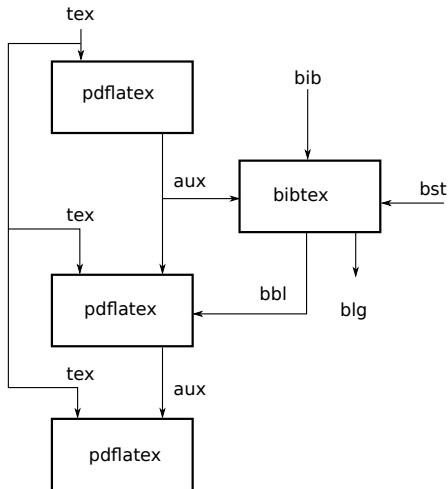 tex
pdflatex
bib
aux
bibtex
bst
tex
bbl
pdflatex
blg
tex
aux
pdflatex